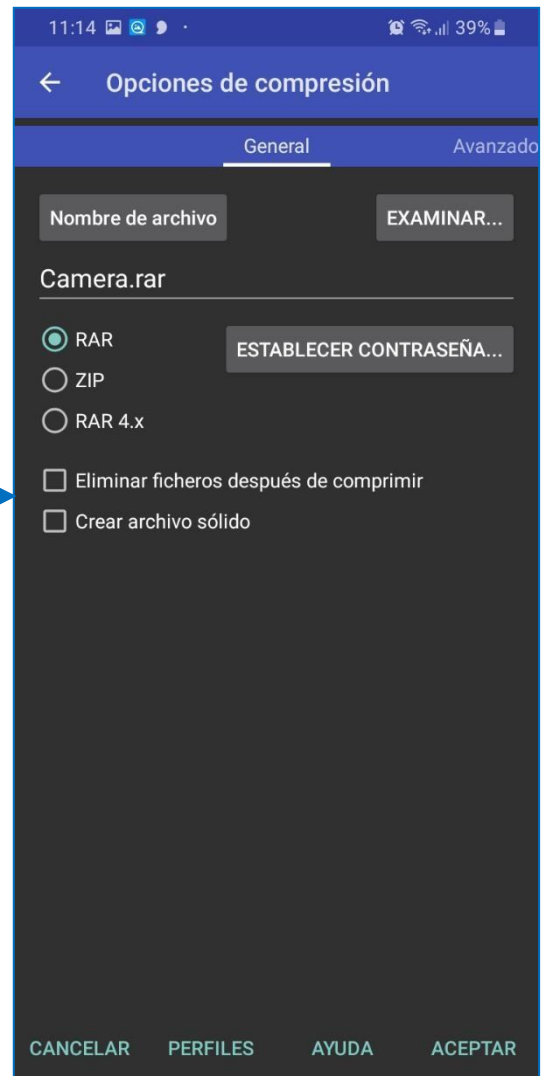 11:14 39%
Opciones de compresión
General Avanzado
Nombre de archivo EXAMINAR...
Camera.rar
RAR ESTABLECER CONTRASEÑA...
ZIP
RAR 4.x
Eliminar ficheros después de comprimir
Crear archivo sólido
CANCELAR PERFILES AYUDA ACEPTAR